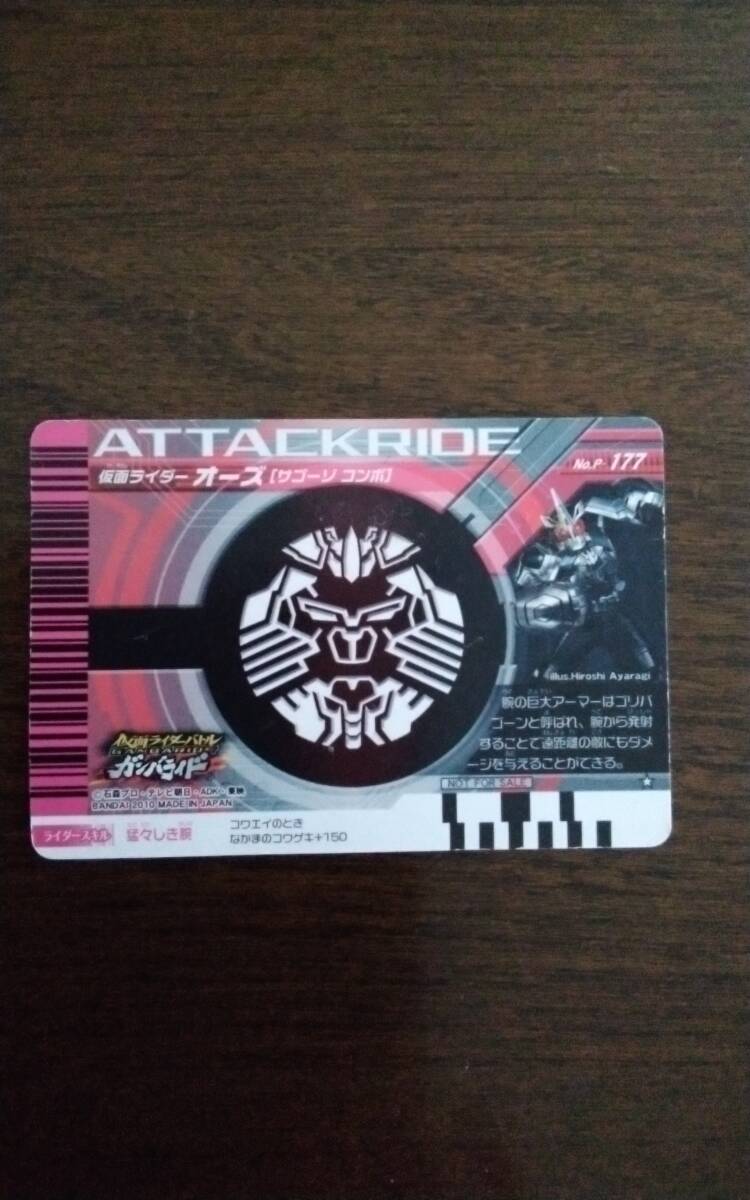 ATTACKRIDE
仮面ライダー オーズ [サゴーゾ コンボ]
No.P- 177
illus.Hiroshi Ayaragi
腕の巨大アーマーはゴリバ
ゴーンと呼ばれ、腕から発射
することで遠距離の敵にもダメ
ージを与えることができる。
仮面ライダーバトル
GANBARIDE
ガンバライド
©石森プロ・テレビ朝日・ADK・東映
BANDAI 2010 MADE IN JAPAN
NOT FOR SALE
ライダースキル
猛々しき腕
コウエイのとき
なかまのコウゲキ+150